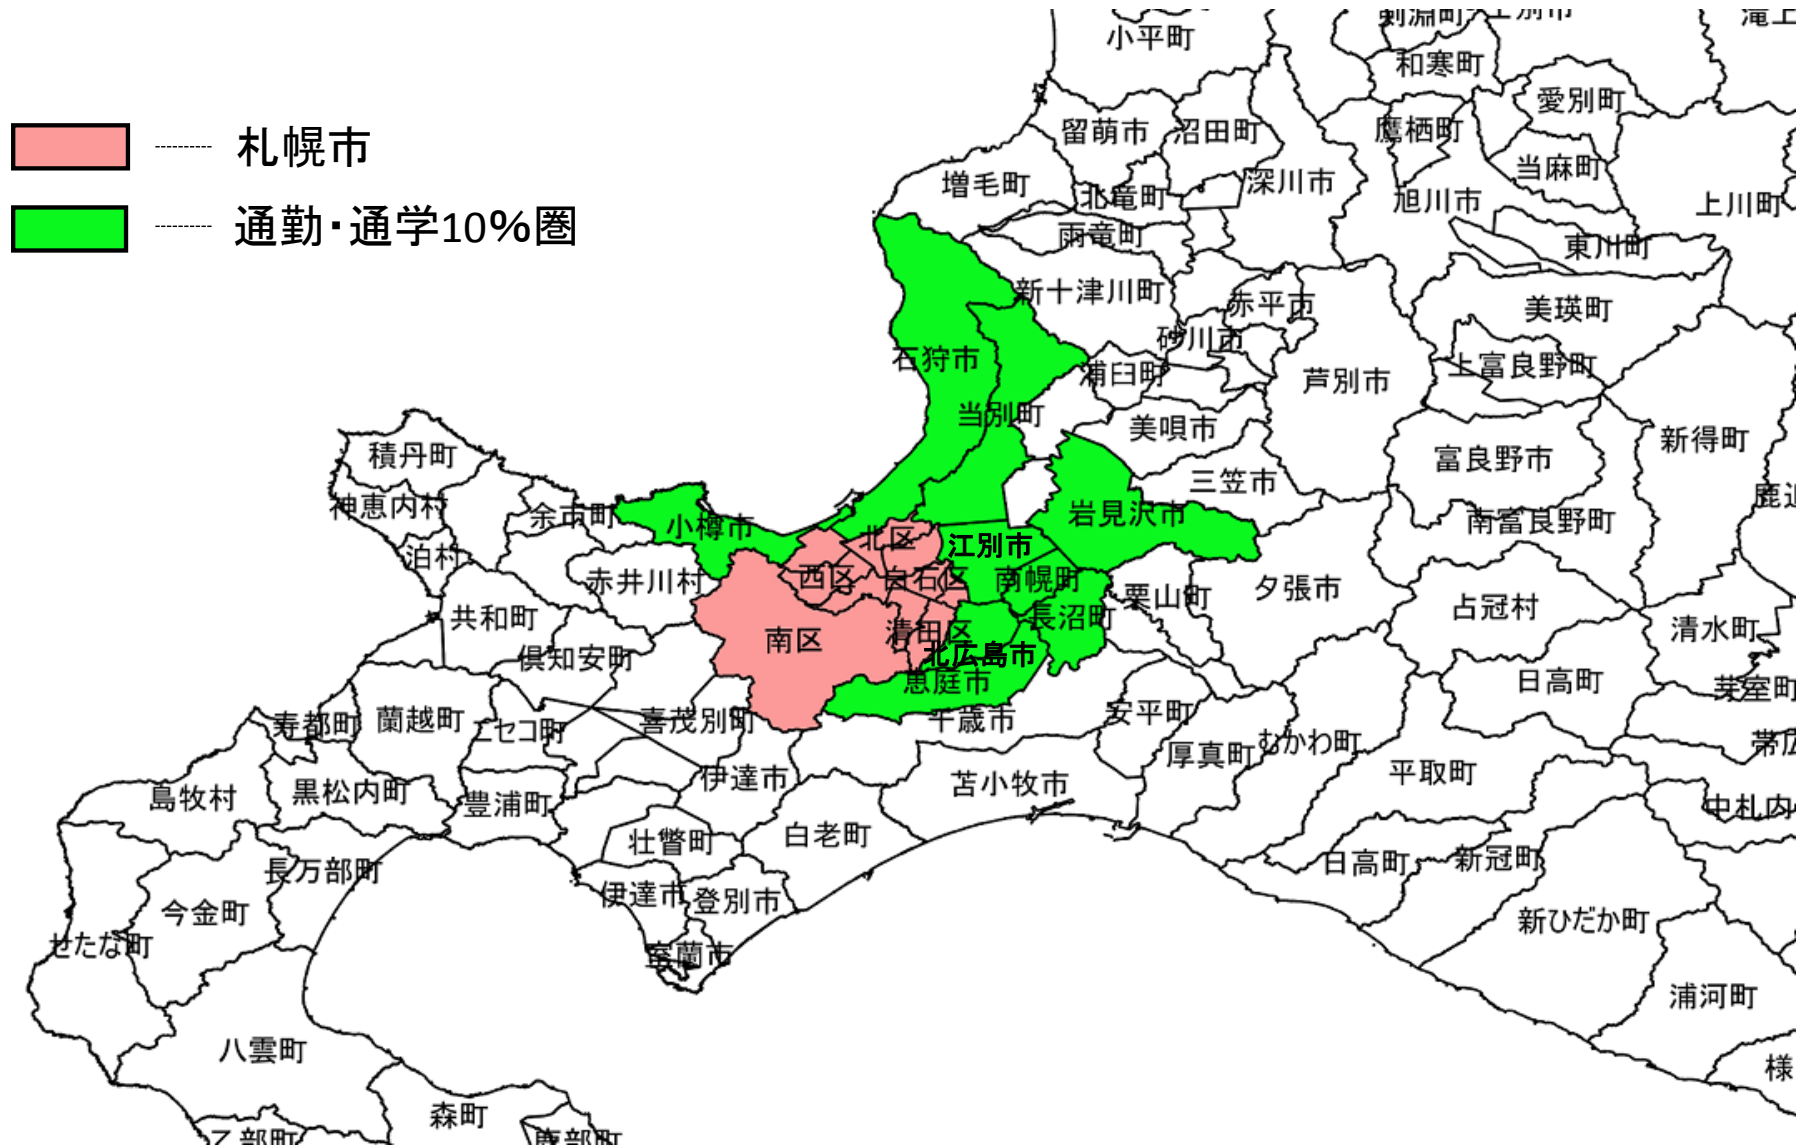 札幌市
通勤・通学10%圏
小平町
和寒町
愛別町
留萌市
沼田町
鷹栖町
当麻町
増毛町
北竜町
深川市
旭川市
上川町
雨竜町
東川町
新十津川町
赤平市
美瑛町
砂川市
石狩市
浦臼町
芦別市
上富良野町
当別町
美唄市
新得町
積丹町
富良野市
三笠市
神恵内村
余市町
小樽市
岩見沢市
南富良野町
北区
江別市
泊村
赤井川村
西区
白石区
南幌町
栗山町
夕張市
占冠村
共和町
長沼町
南区
清田区
清水町
倶知安町
北広島市
恵庭市
日高町
芽室町
寿都町
蘭越町
ニセコ町
喜茂別町
千歳市
安平町
厚真町
むかわ町
伊達市
苫小牧市
平取町
島牧村
黒松内町
豊浦町
中札内
壮瞥町
白老町
日高町
新冠町
長万部町
伊達市
登別市
今金町
新ひだか町
せたな町
室蘭市
浦河町
八雲町
様
森町
乙部町
鹿部町